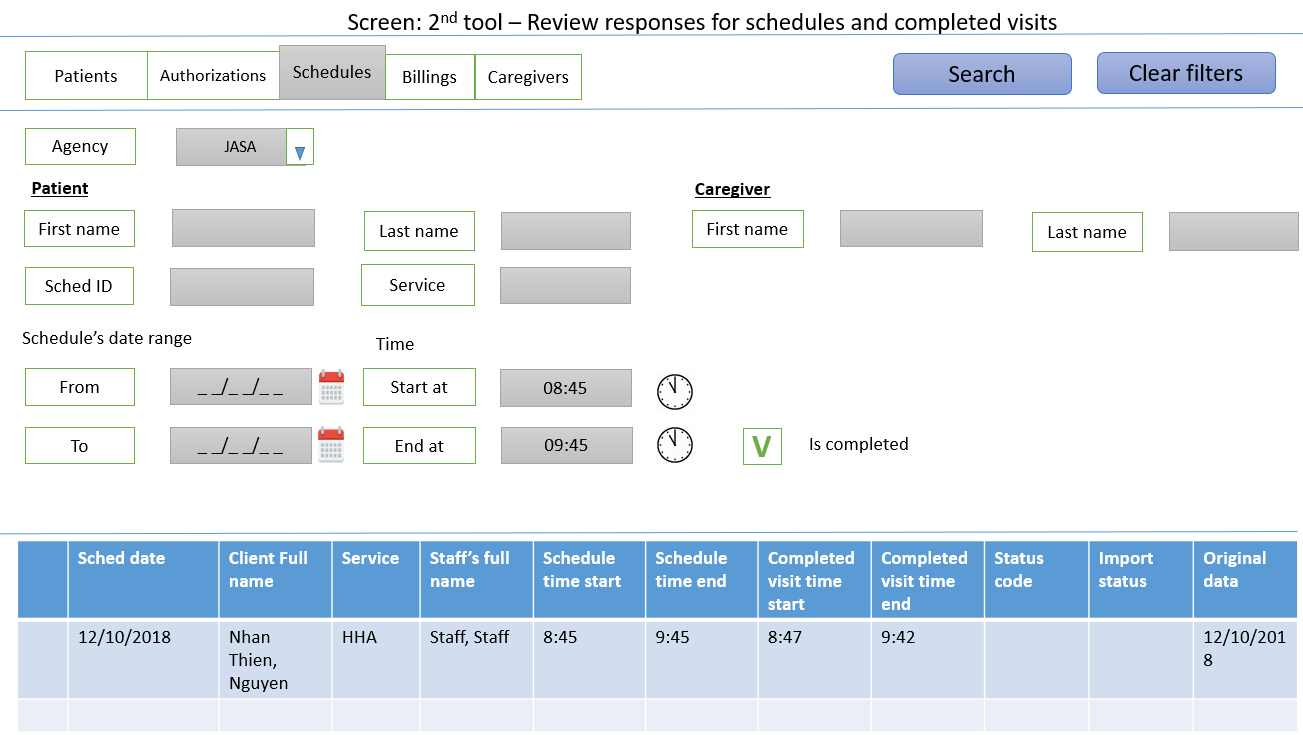 Screen: 2nd tool – Review responses for schedules and completed visits
Patients
Authorizations
Schedules
Billings
Caregivers
Search
Clear filters
Agency
JASA
Patient
Caregiver
First name
Last name
First name
Last name
Sched ID
Service
Schedule’s date range
Time
From
_ _/_ _/_ _
Start at
08:45
To
_ _/_ _/_ _
End at
09:45
V
Is completed
Sched date
Client Full
name
Service
Staff’s full
name
Schedule
time start
Schedule
time end
Completed
visit time
start
Completed
visit time
end
Status
code
Import
status
Original
data
12/10/2018
Nhan
Thien,
Nguyen
HHA
Staff, Staff
8:45
9:45
8:47
9:42
12/10/201
8